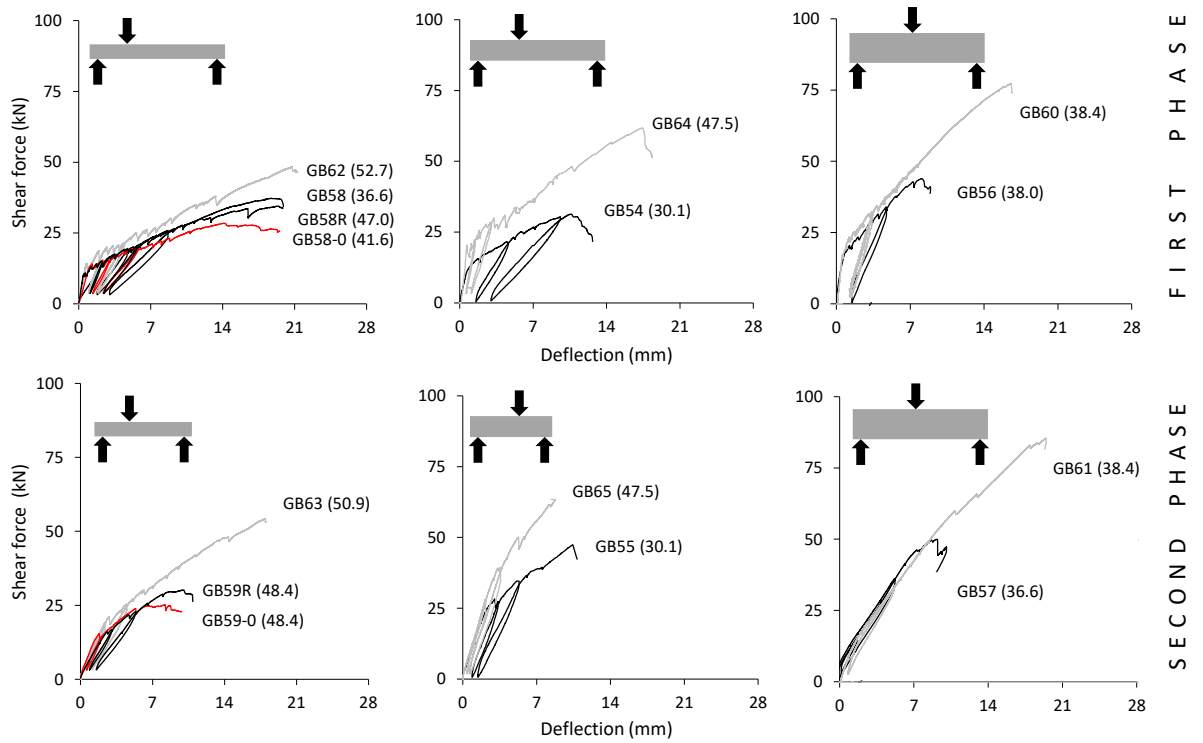 FIRST PHASE
Shear force (kN)
100
75
50
25
0
0 7 14 21 28
GB62 (52.7)
GB58 (36.6)
GB58R (47.0)
GB58-0 (41.6)
100
75
50
25
0
0 7 14 21 28
GB64 (47.5)
GB54 (30.1)
Deflection (mm)
100
75
50
25
0
0 7 14 21 28
GB60 (38.4)
GB56 (38.0)
SECOND PHASE
Shear force (kN)
100
75
50
25
0
0 7 14 21 28
GB63 (50.9)
GB59R (48.4)
GB59-0 (48.4)
100
75
50
25
0
0 7 14 21 28
GB65 (47.5)
GB55 (30.1)
Deflection (mm)
100
75
50
25
0
0 7 14 21 28
GB61 (38.4)
GB57 (36.6)